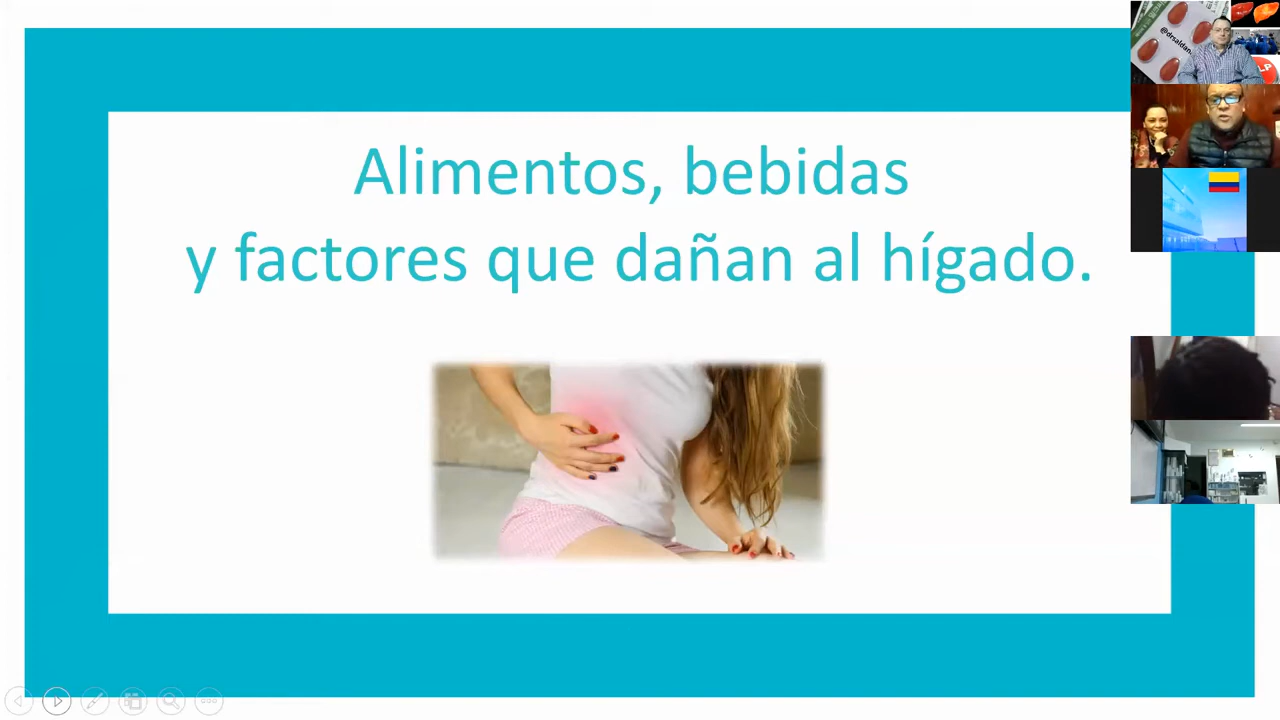 Alimentos, bebidas
y factores que dañan al hígado.